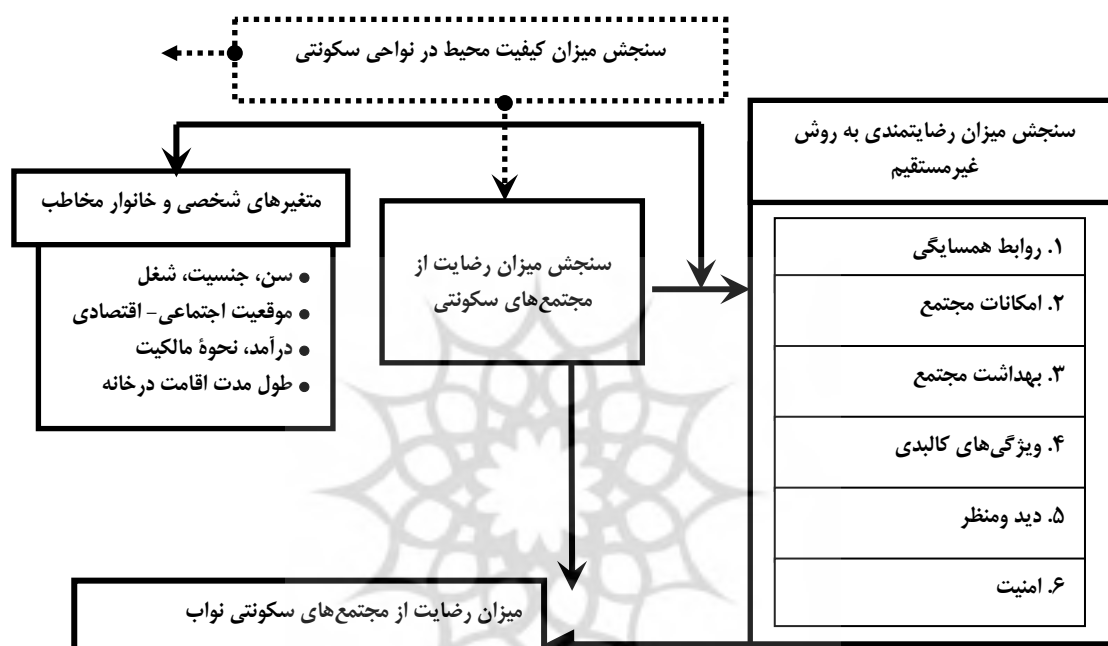 سنجش میزان کیفیت محیط در نواحی سکونتی
سنجش میزان رضایتمندی به روش
غیرمستقیم
۱. روابط همسایگی
۲. امکانات مجتمع
۳. بهداشت مجتمع
۴. ویژگی‌های کالبدی
۵. دید ومنظر
۶. امنیت
سنجش میزان رضایت از
مجتمع‌های سکونتی
متغیرهای شخصی و خانوار مخاطب
● سن، جنسیت، شغل
● موقعیت اجتماعی- اقتصادی
● درآمد، نحوهٔ مالکیت
● طول مدت اقامت درخانه
میزان رضایت از مجتمع‌های سکونتی نواب